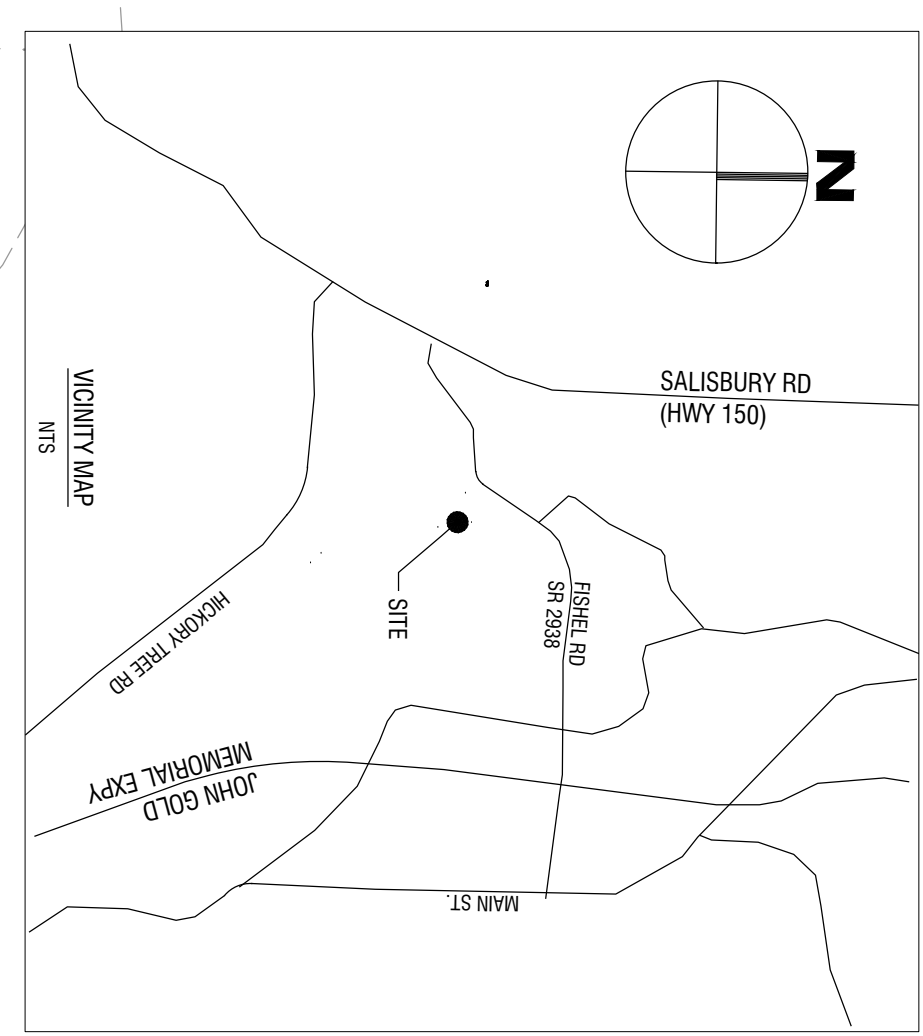 N
SALISBURY RD
(HWY 150)
VICINITY MAP
NTS
FISHEL RD
SR 2938
SITE
HICKORY TREE RD
JOHN GOLD
MEMORIAL EXPY
MAIN ST.